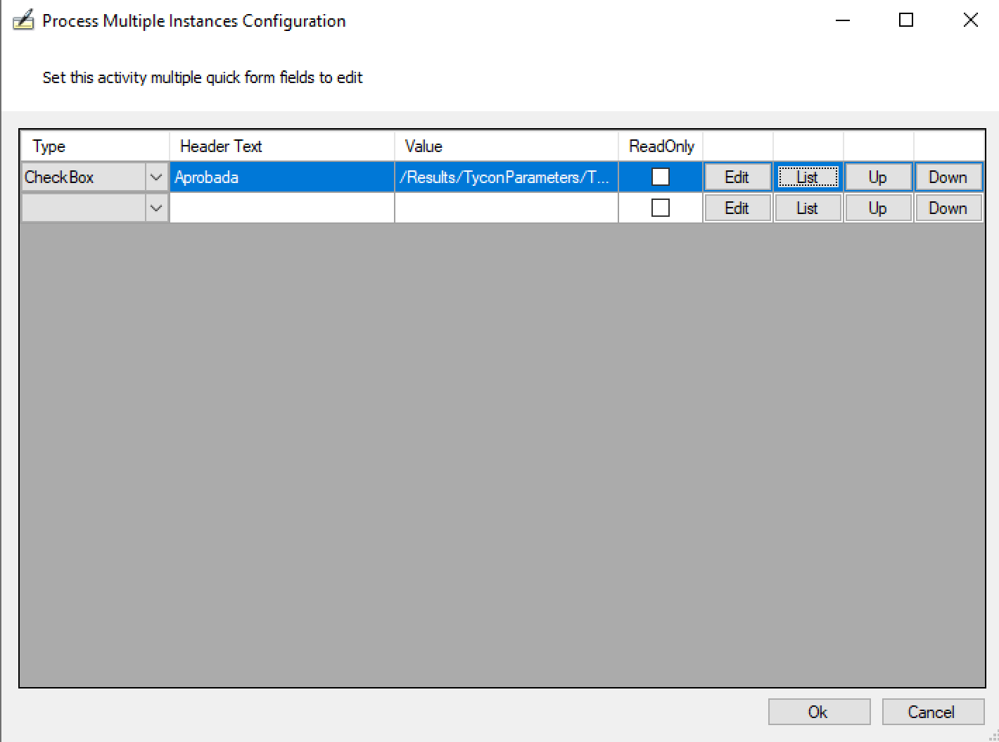 Process Multiple Instances Configuration
Set this activity multiple quick form fields to edit
Type Header Text Value ReadOnly
CheckBox Aprobada /Results/TyconParameters/T... Edit List Up Down
Edit List Up Down
Ok Cancel